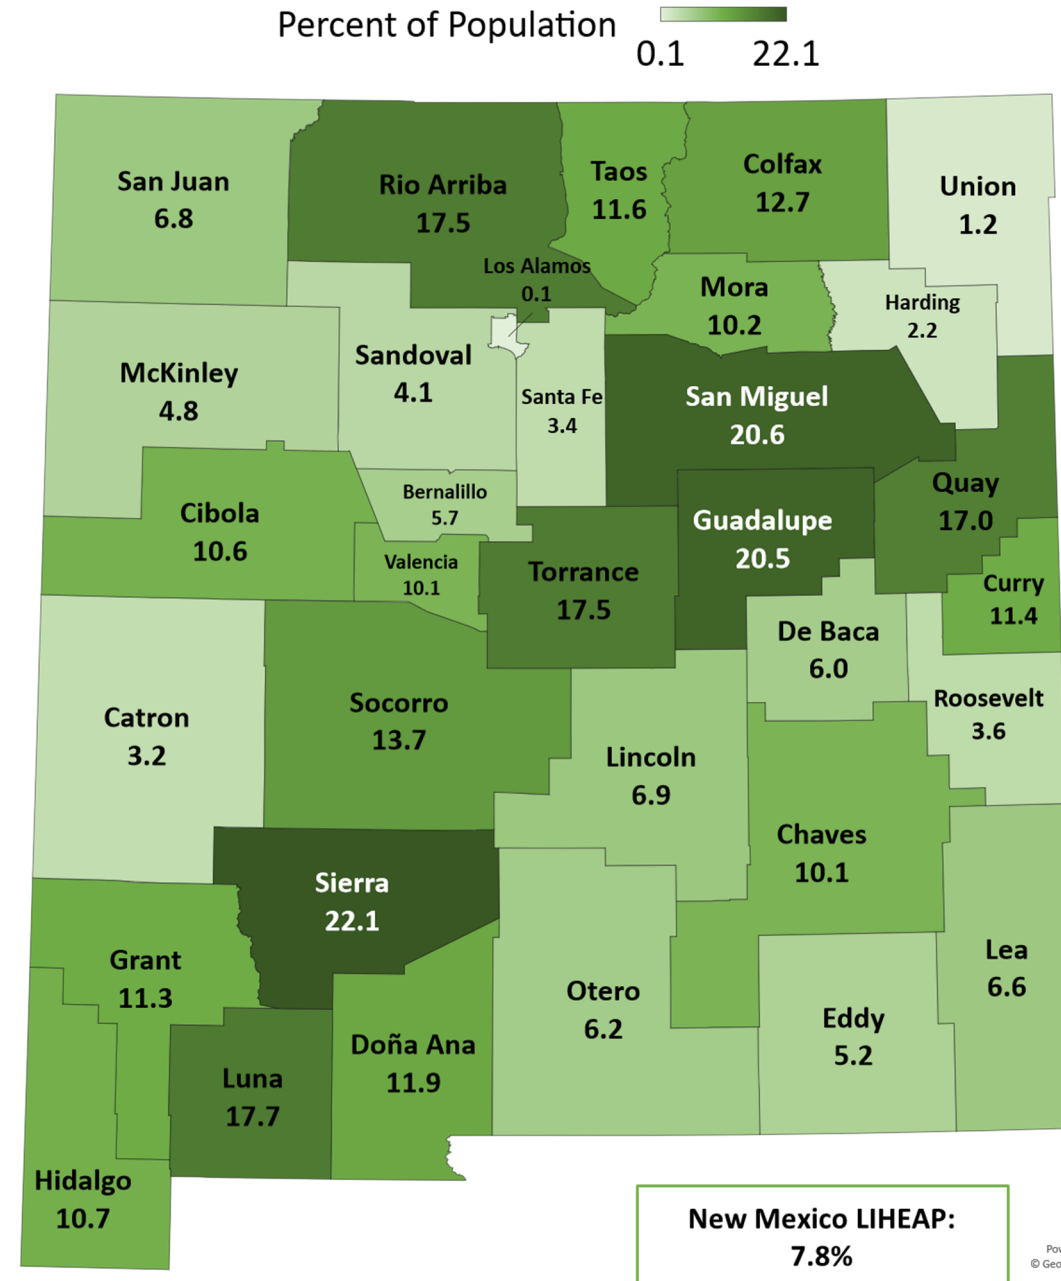 Percent of Population
0.1
22.1
San Juan
6.8
Rio Arriba
17.5
Taos
11.6
Colfax
12.7
Union
1.2
Los Alamos
0.1
Mora
10.2
Harding
2.2
McKinley
4.8
Sandoval
4.1
Santa Fe
3.4
San Miguel
20.6
Quay
17.0
Cibola
10.6
Bernalillo
5.7
Valencia
10.1
Guadalupe
20.5
Torrance
17.5
Curry
11.4
De Baca
6.0
Catron
3.2
Socorro
13.7
Roosevelt
3.6
Lincoln
6.9
Chaves
10.1
Sierra
22.1
Grant
11.3
Otero
6.2
Lea
6.6
Eddy
5.2
Doña Ana
11.9
Luna
17.7
Hidalgo
10.7
New Mexico LIHEAP:
7.8%
Pov
© Geo